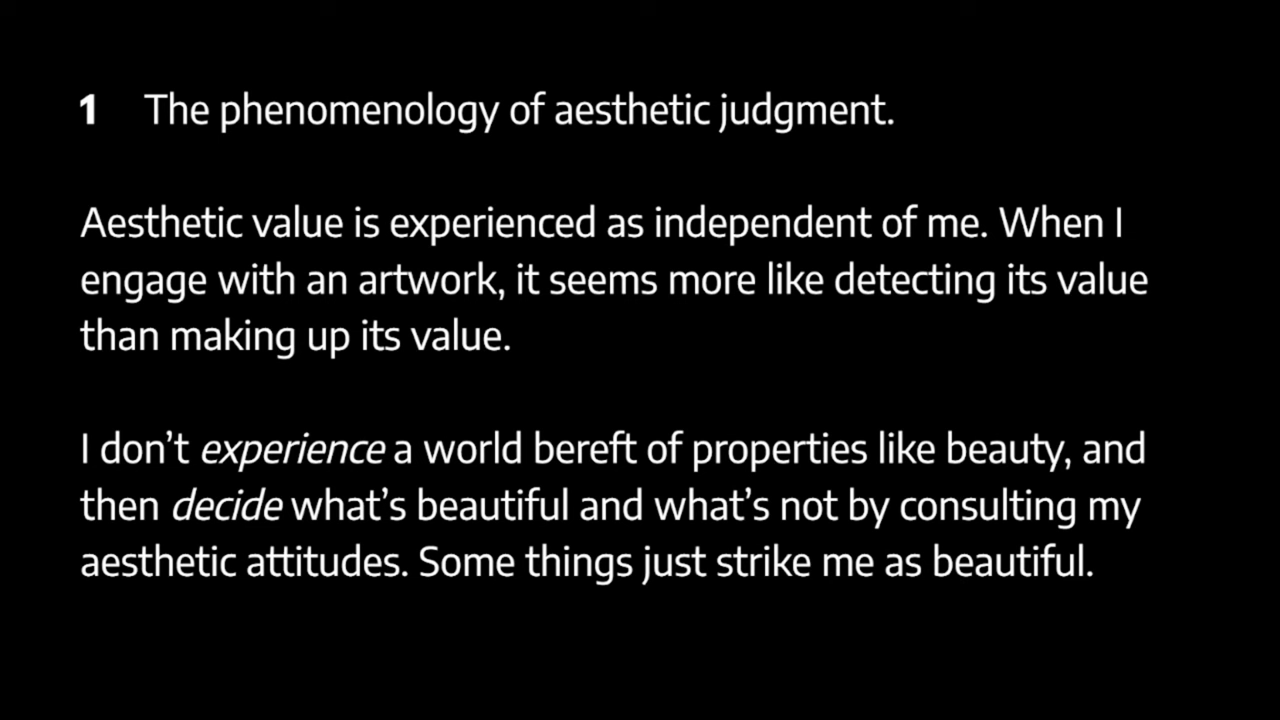 1 The phenomenology of aesthetic judgment.
Aesthetic value is experienced as independent of me. When I
engage with an artwork, it seems more like detecting its value
than making up its value.
I don’t experience a world bereft of properties like beauty, and
then decide what’s beautiful and what’s not by consulting my
aesthetic attitudes. Some things just strike me as beautiful.